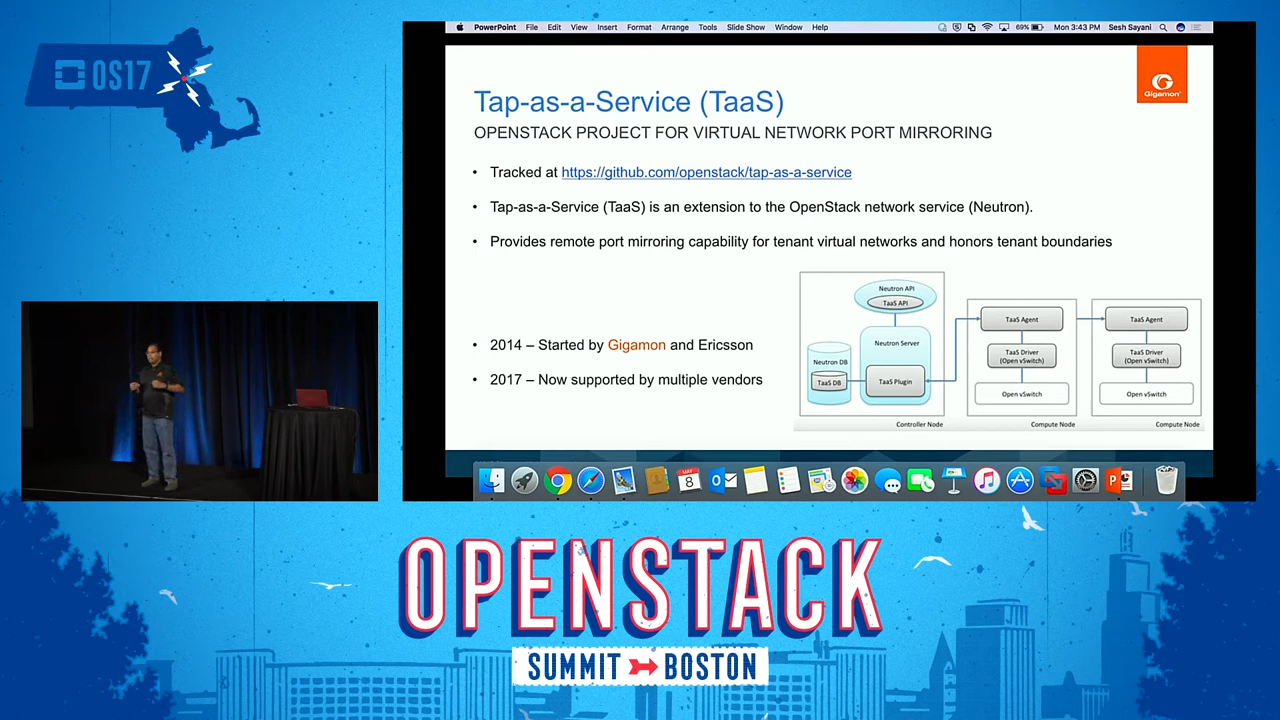 OS17
PowerPoint File Edit View Insert Format Arrange Tools Slide Show Window Help
69% Mon 3:43 PM Sesh Sayani
Gigamon®
Tap-as-a-Service (TaaS)
OPENSTACK PROJECT FOR VIRTUAL NETWORK PORT MIRRORING
• Tracked at https://github.com/openstack/tap-as-a-service
• Tap-as-a-Service (TaaS) is an extension to the OpenStack network service (Neutron).
• Provides remote port mirroring capability for tenant virtual networks and honors tenant boundaries
• 2014 – Started by Gigamon and Ericsson
• 2017 – Now supported by multiple vendors
Neutron API
TaaS API
Neutron Server
Neutron DB
TaaS DB
TaaS Plugin
Controller Node
TaaS Agent
TaaS Driver
(Open vSwitch)
Open vSwitch
Compute Node
TaaS Agent
TaaS Driver
(Open vSwitch)
Open vSwitch
Compute Node
MAY
8
OPENSTACK
SUMMIT BOSTON